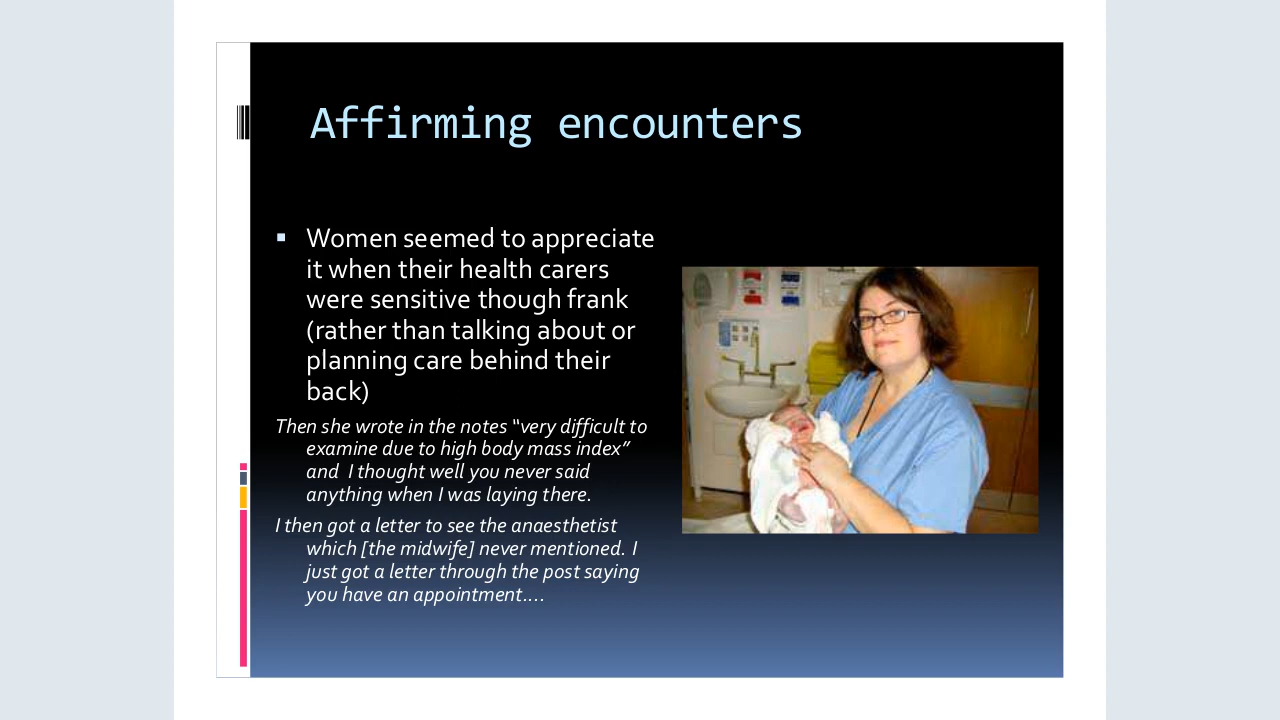 Affirming encounters
Women seemed to appreciate
it when their health carers
were sensitive though frank
(rather than talking about or
planning care behind their
back)
Then she wrote in the notes “very difficult to
examine due to high body mass index”
and  I thought well you never said
anything when I was laying there.
I then got a letter to see the anaesthetist
which [the midwife] never mentioned. I
just got a letter through the post saying
you have an appointment….